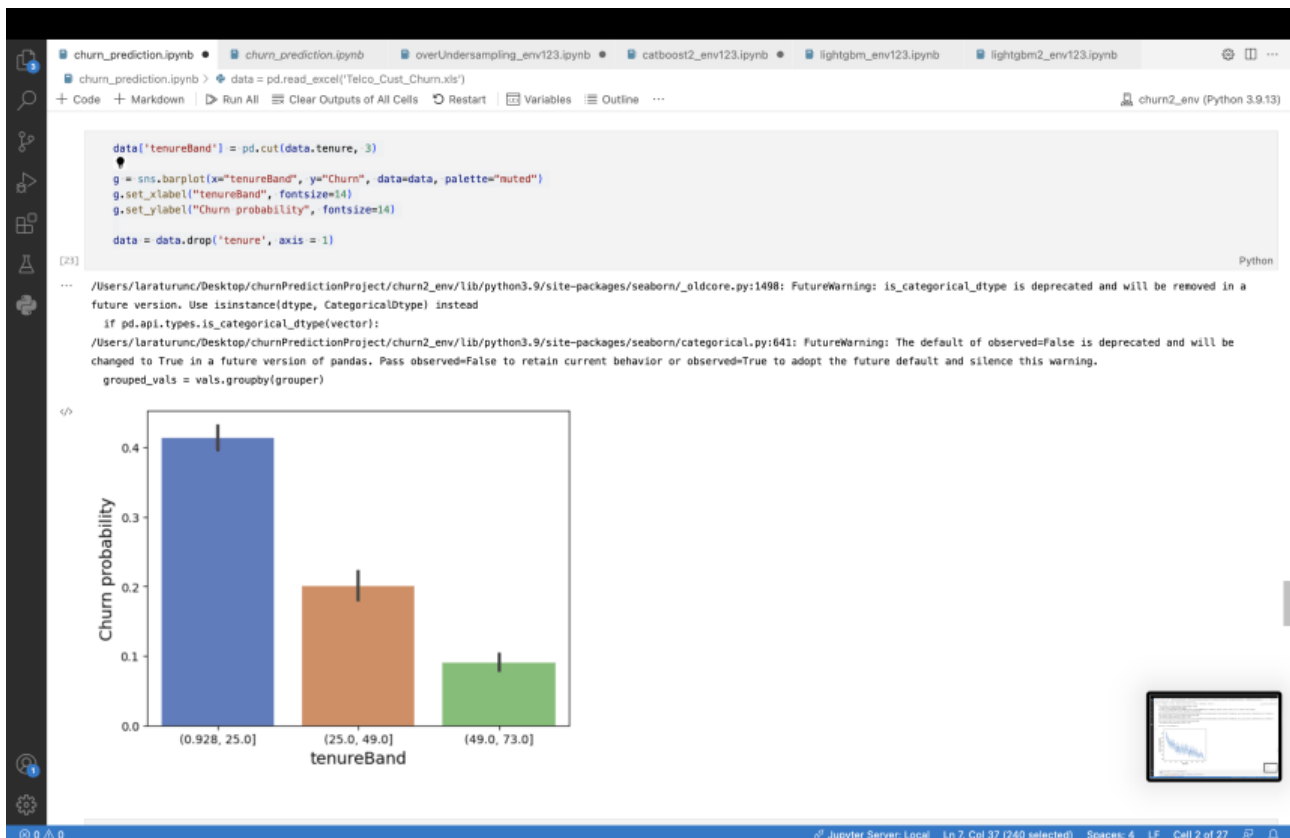 churn_prediction.ipynb
churn_prediction.ipynb
overUndersampling_env123.ipynb
catboost2_env123.ipynb
lightgbm_env123.ipynb
lightgbm2_env123.ipynb
churn_prediction.ipynb > data = pd.read_excel('Telco_Cust_Churn.xls')
+ Code + Markdown Run All Clear Outputs of All Cells Restart Variables Outline ... churn2_env (Python 3.9.13)
3
data['tenureBand'] = pd.cut(data.tenure, 3)
g = sns.barplot(x="tenureBand", y="Churn", data=data, palette="muted")
g.set_xlabel("tenureBand", fontsize=14)
g.set_ylabel("Churn probability", fontsize=14)
data = data.drop('tenure', axis = 1)
[23]
Python
/Users/laraturunc/Desktop/churnPredictionProject/churn2_env/lib/python3.9/site-packages/seaborn/_oldcore.py:1498: FutureWarning: is_categorical_dtype is deprecated and will be removed in a
future version. Use isinstance(dtype, CategoricalDtype) instead
if pd.api.types.is_categorical_dtype(vector):
/Users/laraturunc/Desktop/churnPredictionProject/churn2_env/lib/python3.9/site-packages/seaborn/categorical.py:641: FutureWarning: The default of observed=False is deprecated and will be
changed to True in a future version of pandas. Pass observed=False to retain current behavior or observed=True to adopt the future default and silence this warning.
grouped_vals = vals.groupby(grouper)
Churn probability
0.4
0.3
0.2
0.1
0.0
(0.928, 25.0] (25.0, 49.0] (49.0, 73.0]
tenureBand
1
0 0 Jupyter Server: Local Ln 7, Col 37 (240 selected) Spaces: 4 LF Cell 2 of 27